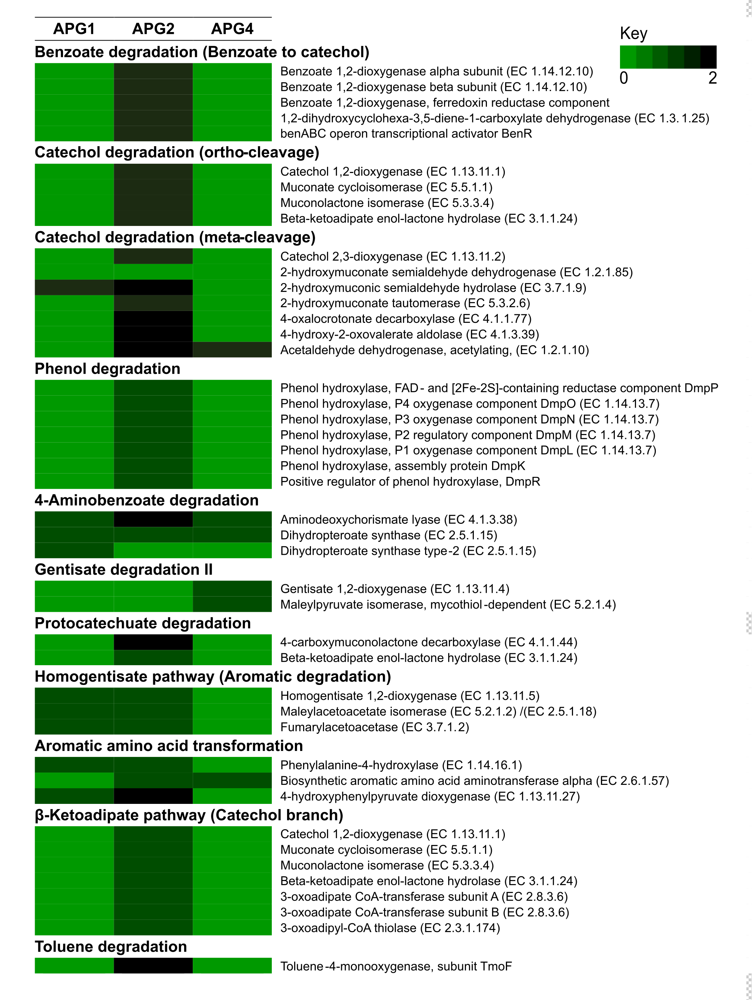 APG1 APG2 APG4
Key
0 2
Benzoate degradation (Benzoate to catechol)
Benzoate 1,2-dioxygenase alpha subunit (EC 1.14.12.10)
Benzoate 1,2-dioxygenase beta subunit (EC 1.14.12.10)
Benzoate 1,2-dioxygenase, ferredoxin reductase component
1,2-dihydroxycyclohexa-3,5-diene-1-carboxylate dehydrogenase (EC 1.3.1.25)
benABC operon transcriptional activator BenR
Catechol degradation (ortho-cleavage)
Catechol 1,2-dioxygenase (EC 1.13.11.1)
Muconate cycloisomerase (EC 5.5.1.1)
Muconolactone isomerase (EC 5.3.3.4)
Beta-ketoadipate enol-lactone hydrolase (EC 3.1.1.24)
Catechol degradation (meta-cleavage)
Catechol 2,3-dioxygenase (EC 1.13.11.2)
2-hydroxymuconate semialdehyde dehydrogenase (EC 1.2.1.85)
2-hydroxymuconic semialdehyde hydrolase (EC 3.7.1.9)
2-hydroxymuconate tautomerase (EC 5.3.2.6)
4-oxalocrotonate decarboxylase (EC 4.1.1.77)
4-hydroxy-2-oxovalerate aldolase (EC 4.1.3.39)
Acetaldehyde dehydrogenase, acetylating, (EC 1.2.1.10)
Phenol degradation
Phenol hydroxylase, FAD- and [2Fe-2S]-containing reductase component DmpP
Phenol hydroxylase, P4 oxygenase component DmpO (EC 1.14.13.7)
Phenol hydroxylase, P3 oxygenase component DmpN (EC 1.14.13.7)
Phenol hydroxylase, P2 regulatory component DmpM (EC 1.14.13.7)
Phenol hydroxylase, P1 oxygenase component DmpL (EC 1.14.13.7)
Phenol hydroxylase, assembly protein DmpK
Positive regulator of phenol hydroxylase, DmpR
4-Aminobenzoate degradation
Aminodeoxychorismate lyase (EC 4.1.3.38)
Dihydropteroate synthase (EC 2.5.1.15)
Dihydropteroate synthase type-2 (EC 2.5.1.15)
Gentisate degradation II
Gentisate 1,2-dioxygenase (EC 1.13.11.4)
Maleylpyruvate isomerase, mycothiol-dependent (EC 5.2.1.4)
Protocatechuate degradation
4-carboxymuconolactone decarboxylase (EC 4.1.1.44)
Beta-ketoadipate enol-lactone hydrolase (EC 3.1.1.24)
Homogentisate pathway (Aromatic degradation)
Homogentisate 1,2-dioxygenase (EC 1.13.11.5)
Maleylacetoacetate isomerase (EC 5.2.1.2) /(EC 2.5.1.18)
Fumarylacetoacetase (EC 3.7.1.2)
Aromatic amino acid transformation
Phenylalanine-4-hydroxylase (EC 1.14.16.1)
Biosynthetic aromatic amino acid aminotransferase alpha (EC 2.6.1.57)
4-hydroxyphenylpyruvate dioxygenase (EC 1.13.11.27)
β-Ketoadipate pathway (Catechol branch)
Catechol 1,2-dioxygenase (EC 1.13.11.1)
Muconate cycloisomerase (EC 5.5.1.1)
Muconolactone isomerase (EC 5.3.3.4)
Beta-ketoadipate enol-lactone hydrolase (EC 3.1.1.24)
3-oxoadipate CoA-transferase subunit A (EC 2.8.3.6)
3-oxoadipate CoA-transferase subunit B (EC 2.8.3.6)
3-oxoadipyl-CoA thiolase (EC 2.3.1.174)
Toluene degradation
Toluene-4-monooxygenase, subunit TmoF